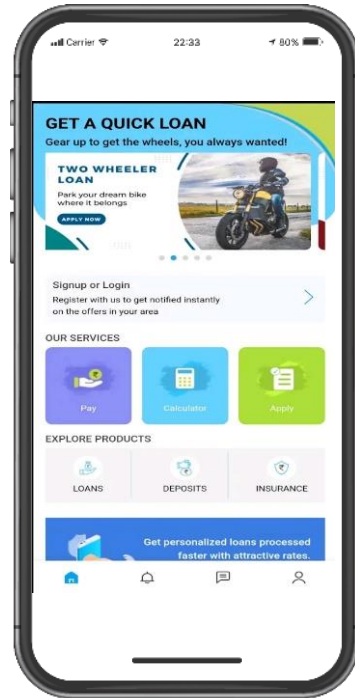 Carrier
22:33
80%
GET A QUICK LOAN
Gear up to get the wheels, you always wanted!
TWO WHEELER
LOAN
Park your dream bike
where it belongs
APPLY NOW
Signup or Login
Register with us to get notified instantly
on the offers in your area
OUR SERVICES
Pay
Calculator
Apply
EXPLORE PRODUCTS
LOANS
DEPOSITS
INSURANCE
Get personalized loans processed
faster with attractive rates.